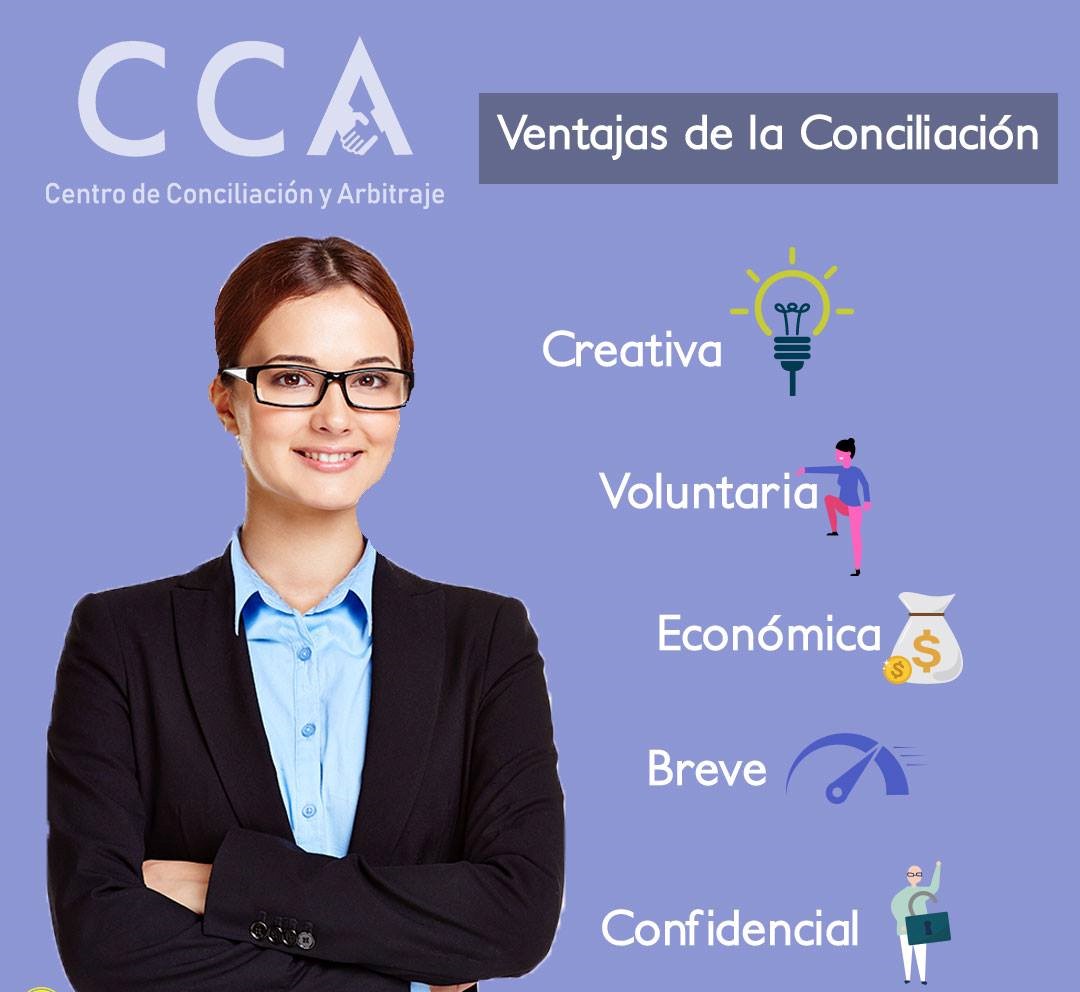 CCA
Centro de Conciliación y Arbitraje
Ventajas de la Conciliación
Creativa
Voluntaria
Económica
Breve
Confidencial